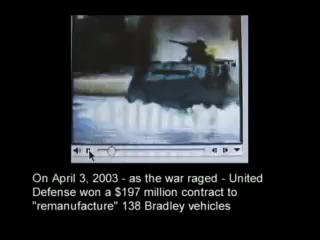 On April 3, 2003 - as the war raged - United
Defense won a $197 million contract to
"remanufacture" 138 Bradley vehicles